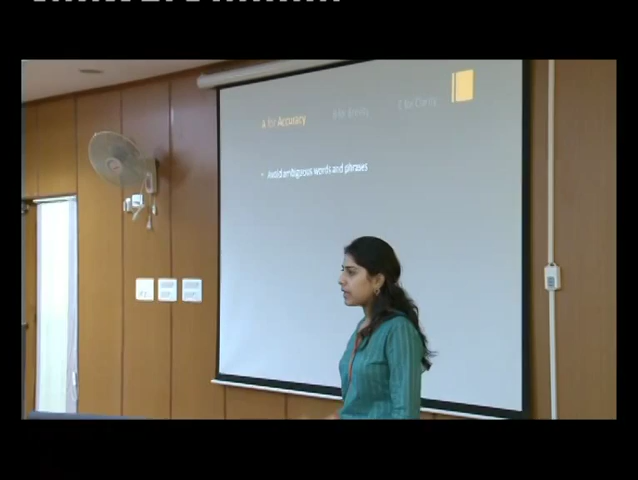 a for Accuracy B for Brevity C for Clarity
• Avoid ambiguous words and phrases